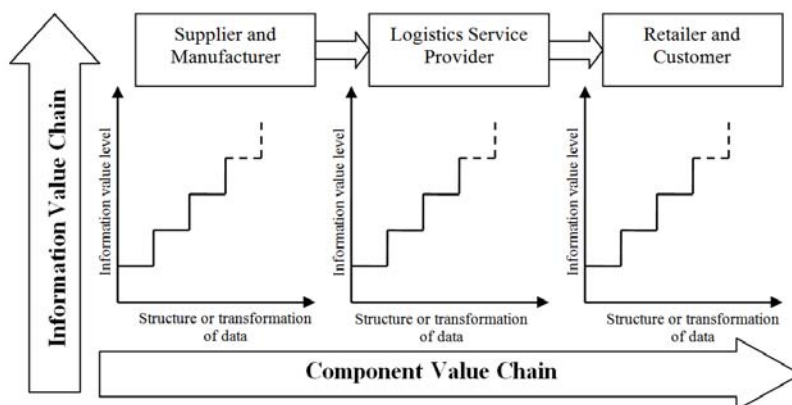 Supplier and
Manufacturer
Logistics Service
Provider
Retailer and
Customer
Information Value Chain
Information value level
Structure or transformation
of data
Information value level
Structure or transformation
of data
Information value level
Structure or transformation
of data
Component Value Chain